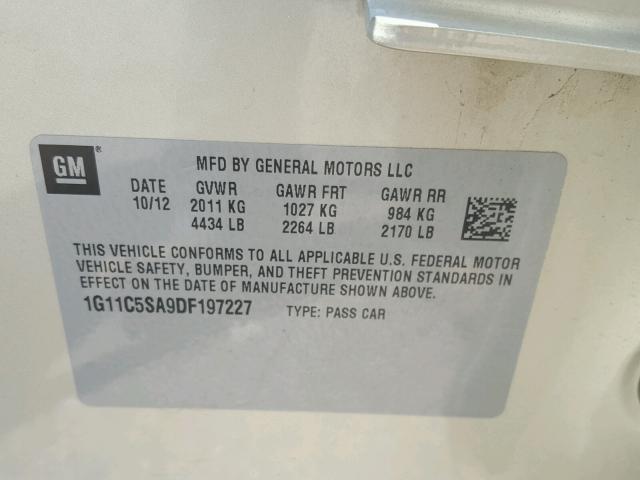 GM ®
MFD BY GENERAL MOTORS LLC
DATE GVWR GAWR FRT GAWR RR
10/12 2011 KG 1027 KG 984 KG
4434 LB 2264 LB 2170 LB
THIS VEHICLE CONFORMS TO ALL APPLICABLE U.S. FEDERAL MOTOR
VEHICLE SAFETY, BUMPER, AND THEFT PREVENTION STANDARDS IN
EFFECT ON THE DATE OF MANUFACTURE SHOWN ABOVE.
1G11C5SA9DF197227 TYPE: PASS CAR